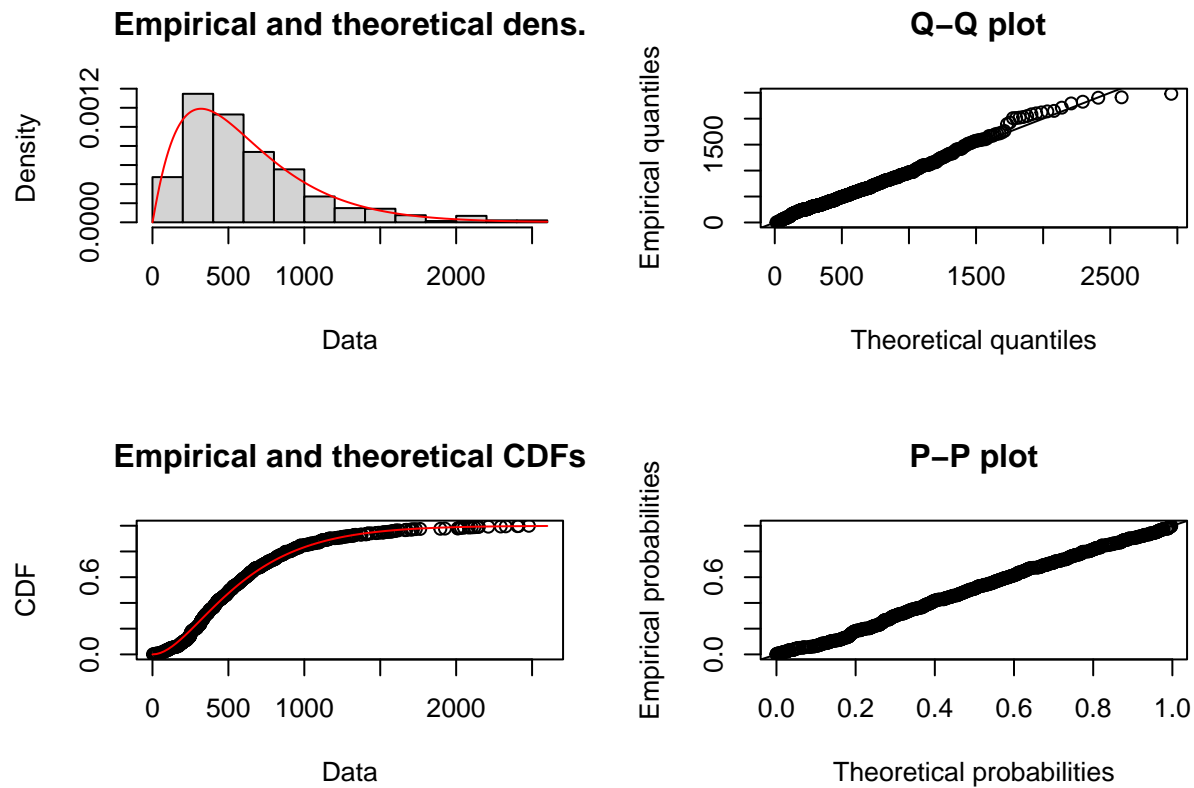 Empirical and theoretical dens.
Density
0.0000 0.0012
0 500 1000 2000
Data
Q−Q plot
Empirical quantiles
0 1500
0 500 1500 2500
Theoretical quantiles
Empirical and theoretical CDFs
CDF
0.0 0.6
0 500 1000 2000
Data
P−P plot
Empirical probabilities
0.0 0.6
0.0 0.2 0.4 0.6 0.8 1.0
Theoretical probabilities